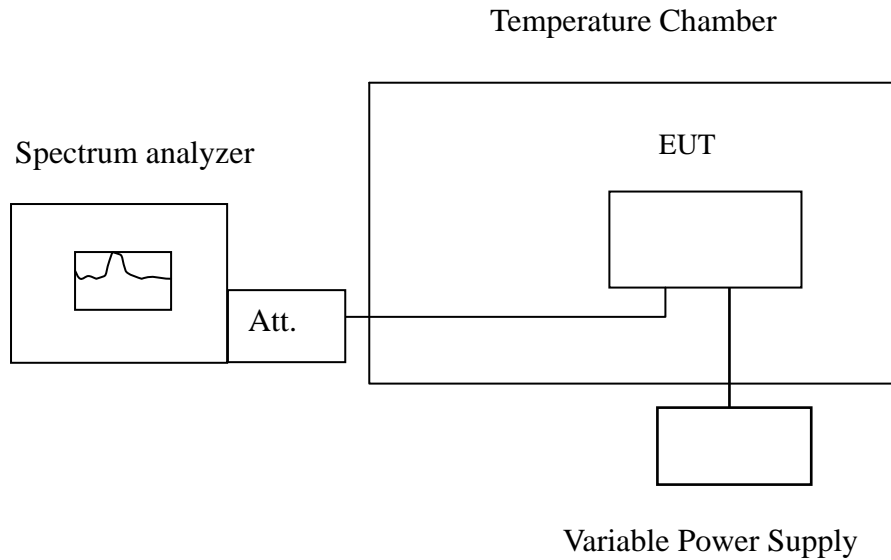 Temperature Chamber
Spectrum analyzer
EUT
Att.
Variable Power Supply